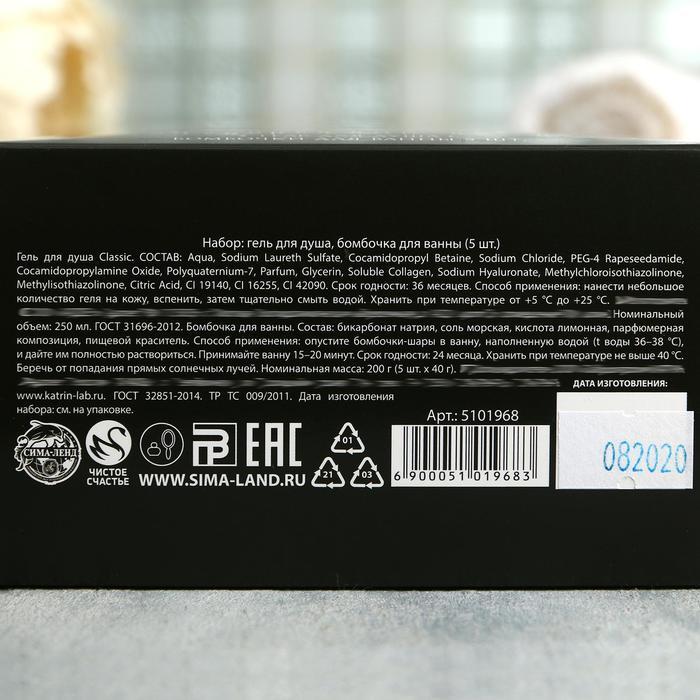 Набор: гель для душа, бомбочка для ванны (5 шт.)
Гель для душа Classic. СОСТАВ: Aqua, Sodium Laureth Sulfate, Cocamidopropyl Betaine, Sodium Chloride, PEG-4 Rapeseedamide,
Cocamidopropylamine Oxide, Polyquaternium-7, Parfum, Glycerin, Soluble Collagen, Sodium Hyaluronate, Methylchloroisothiazolinone,
Methylisothiazolinone, Citric Acid, CI 19140, CI 16255, CI 42090. Срок годности: 36 месяцев. Способ применения: нанести небольшое
количество геля на кожу, вспенить, затем тщательно смыть водой. Хранить при температуре от +5 °C до +25 °C.
Номинальный
объем: 250 мл. ГОСТ 31696-2012. Бомбочка для ванны. Состав: бикарбонат натрия, соль морская, кислота лимонная, парфюмерная
композиция, пищевой краситель. Способ применения: опустите бомбочки-шары в ванну, наполненную водой (t воды 36–38 °C),
и дайте им полностью раствориться. Принимайте ванну 15–20 минут. Срок годности: 24 месяца. Хранить при температуре не выше 40 °C.
Беречь от попадания прямых солнечных лучей. Номинальная масса: 200 г (5 шт. х 40 г).
ДАТА ИЗГОТОВЛЕНИЯ:
www.katrin-lab.ru. ГОСТ 32851-2014. ТР ТС 009/2011. Дата изготовления
набора: см. на упаковке.
Арт.: 5101968
СИМА-ЛЕНД
ЧИСТОЕ
СЧАСТЬЕ
EAC
01
21
03
WWW.SIMA-LAND.RU
6 900051 019683
082020